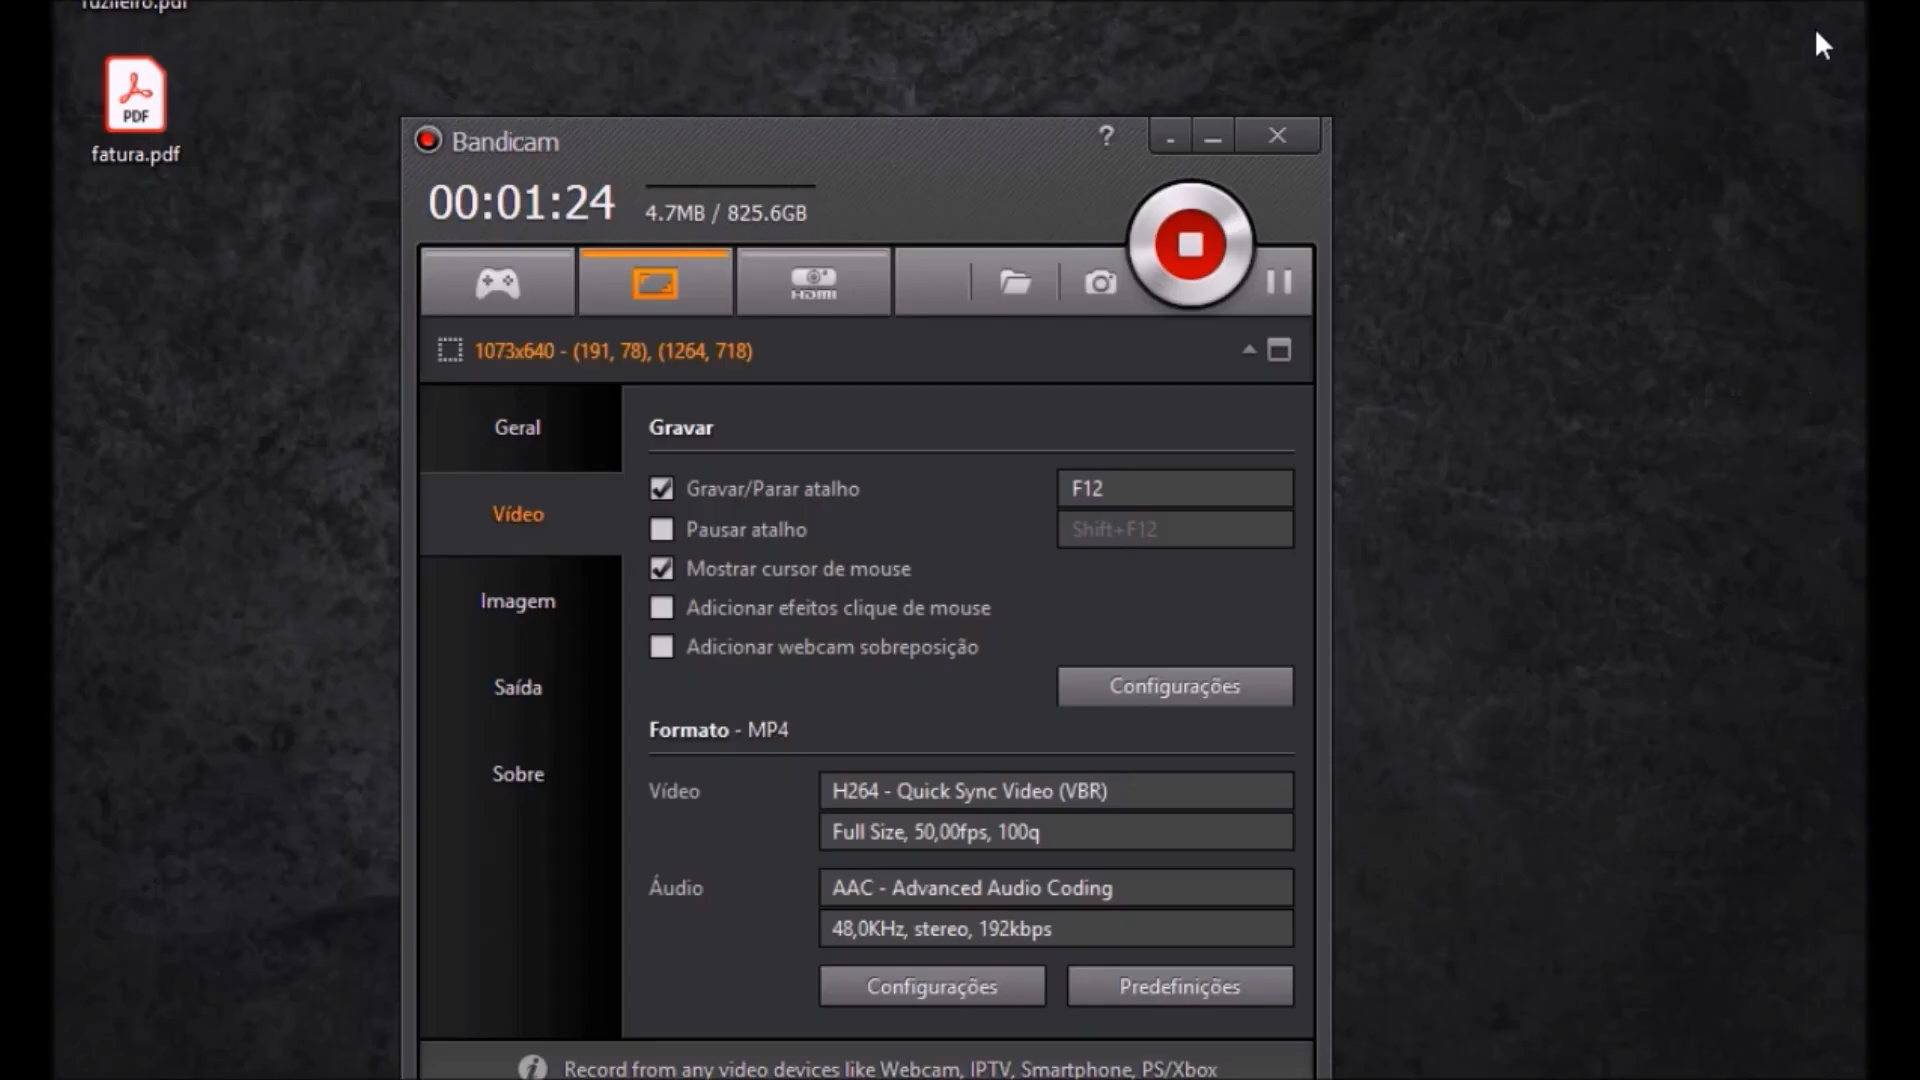 fuzileiro.pdf
PDF
fatura.pdf
Bandicam
?
00:01:24
4.7MB / 825.6GB
HDMI
1073x640 - (191, 78), (1264, 718)
Geral
Vídeo
Imagem
Saída
Sobre
Gravar
Gravar/Parar atalho
F12
Pausar atalho
Shift+F12
Mostrar cursor de mouse
Adicionar efeitos clique de mouse
Adicionar webcam sobreposição
Configurações
Formato - MP4
Vídeo
H264 - Quick Sync Video (VBR)
Full Size, 50,00fps, 100q
Áudio
AAC - Advanced Audio Coding
48,0KHz, stereo, 192kbps
Configurações
Predefinições
Record from any video devices like Webcam, IPTV, Smartphone, PS/Xbox